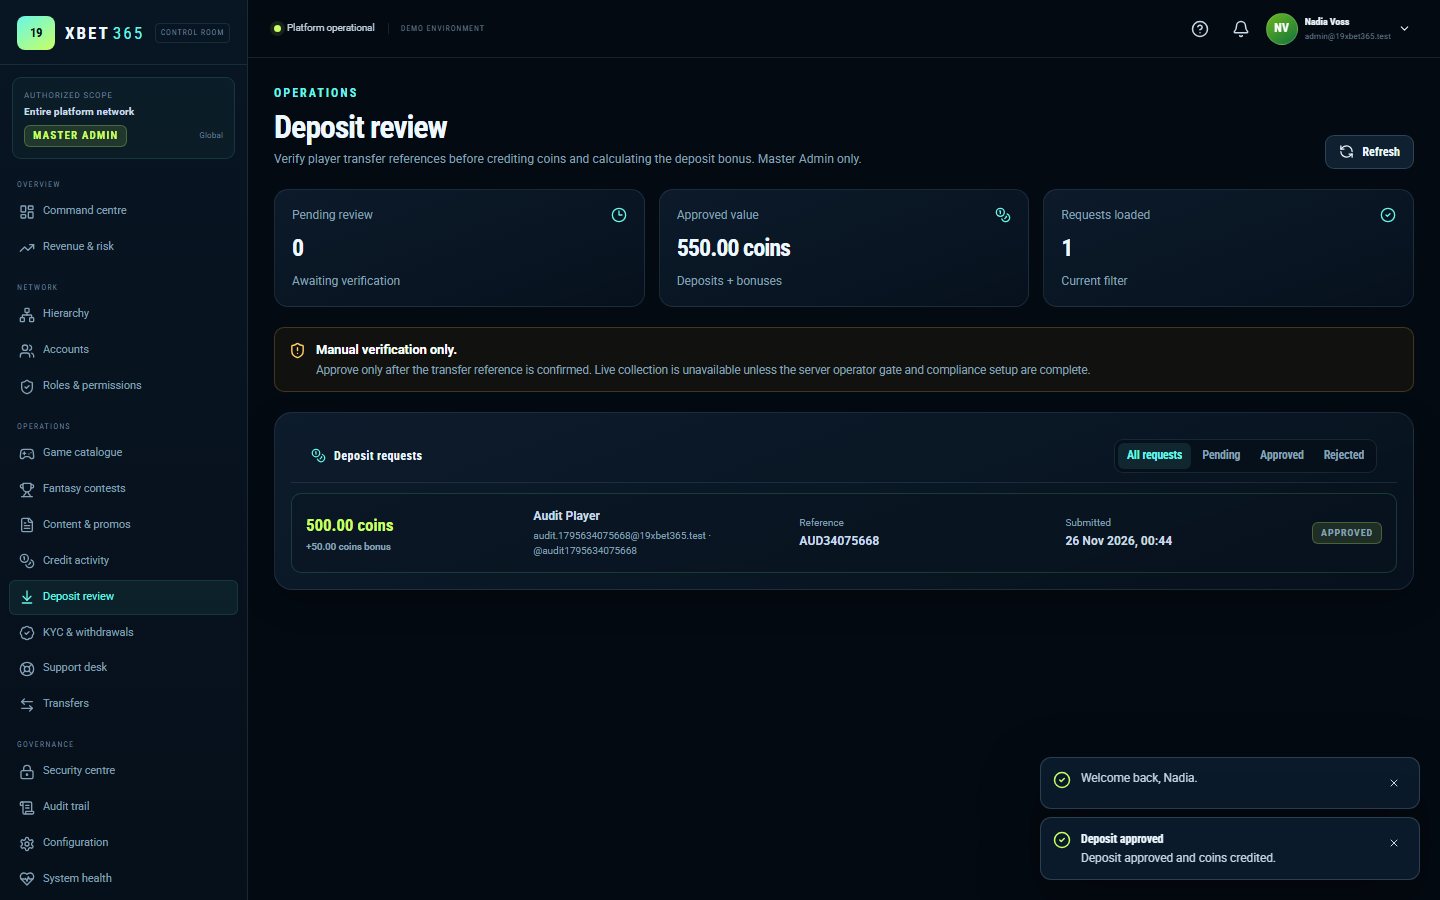 19 XBET 365 CONTROL ROOM
AUTHORIZED SCOPE
Entire platform network
MASTER ADMIN Global
OVERVIEW
Command centre
Revenue & risk
NETWORK
Hierarchy
Accounts
Roles & permissions
OPERATIONS
Game catalogue
Fantasy contests
Content & promos
Credit activity
Deposit review
KYC & withdrawals
Support desk
Transfers
GOVERNANCE
Security centre
Audit trail
Configuration
System health
Platform operational DEMO ENVIRONMENT
NV Nadia Voss
admin@19xbet365.test
OPERATIONS
Deposit review
Verify player transfer references before crediting coins and calculating the deposit bonus. Master Admin only.
Refresh
Pending review
0
Awaiting verification
Approved value
550.00 coins
Deposits + bonuses
Requests loaded
1
Current filter
Manual verification only.
Approve only after the transfer reference is confirmed. Live collection is unavailable unless the server operator gate and compliance setup are complete.
Deposit requests
All requests Pending Approved Rejected
500.00 coins
+50.00 coins bonus
Audit Player
audit.1795634075668@19xbet365.test ·
@audit1795634075668
Reference
AUD34075668
Submitted
26 Nov 2026, 00:44
APPROVED
Welcome back, Nadia.
Deposit approved
Deposit approved and coins credited.